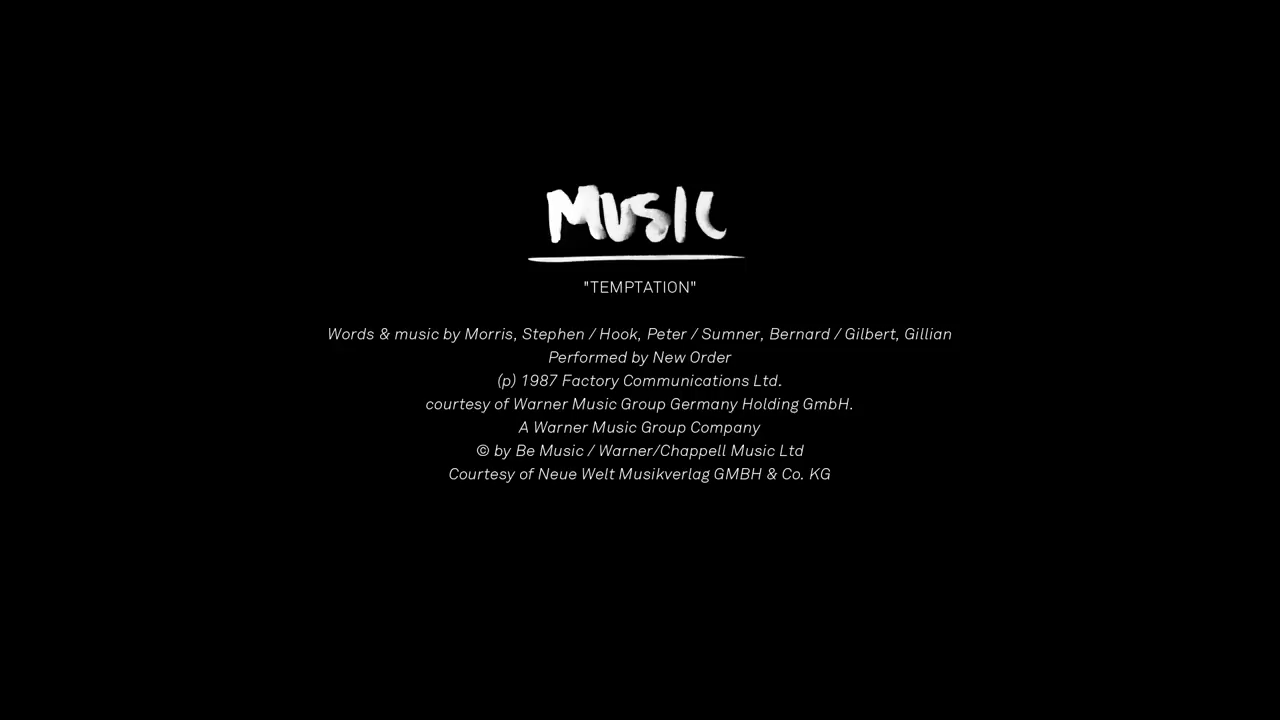 MUSIC
"TEMPTATION"
Words & music by Morris, Stephen / Hook, Peter / Sumner, Bernard / Gilbert, Gillian
Performed by New Order
(p) 1987 Factory Communications Ltd.
courtesy of Warner Music Group Germany Holding GmbH.
A Warner Music Group Company
© by Be Music / Warner/Chappell Music Ltd
Courtesy of Neue Welt Musikverlag GMBH & Co. KG